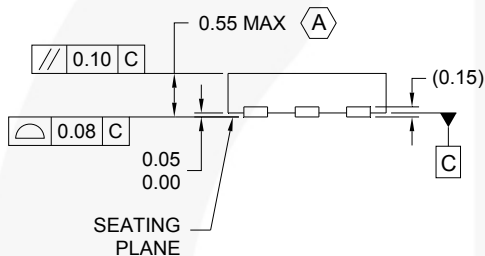 0.55 MAX A
// 0.10 C
(0.15)
⌓ 0.08 C
0.05
0.00
C
SEATING
PLANE